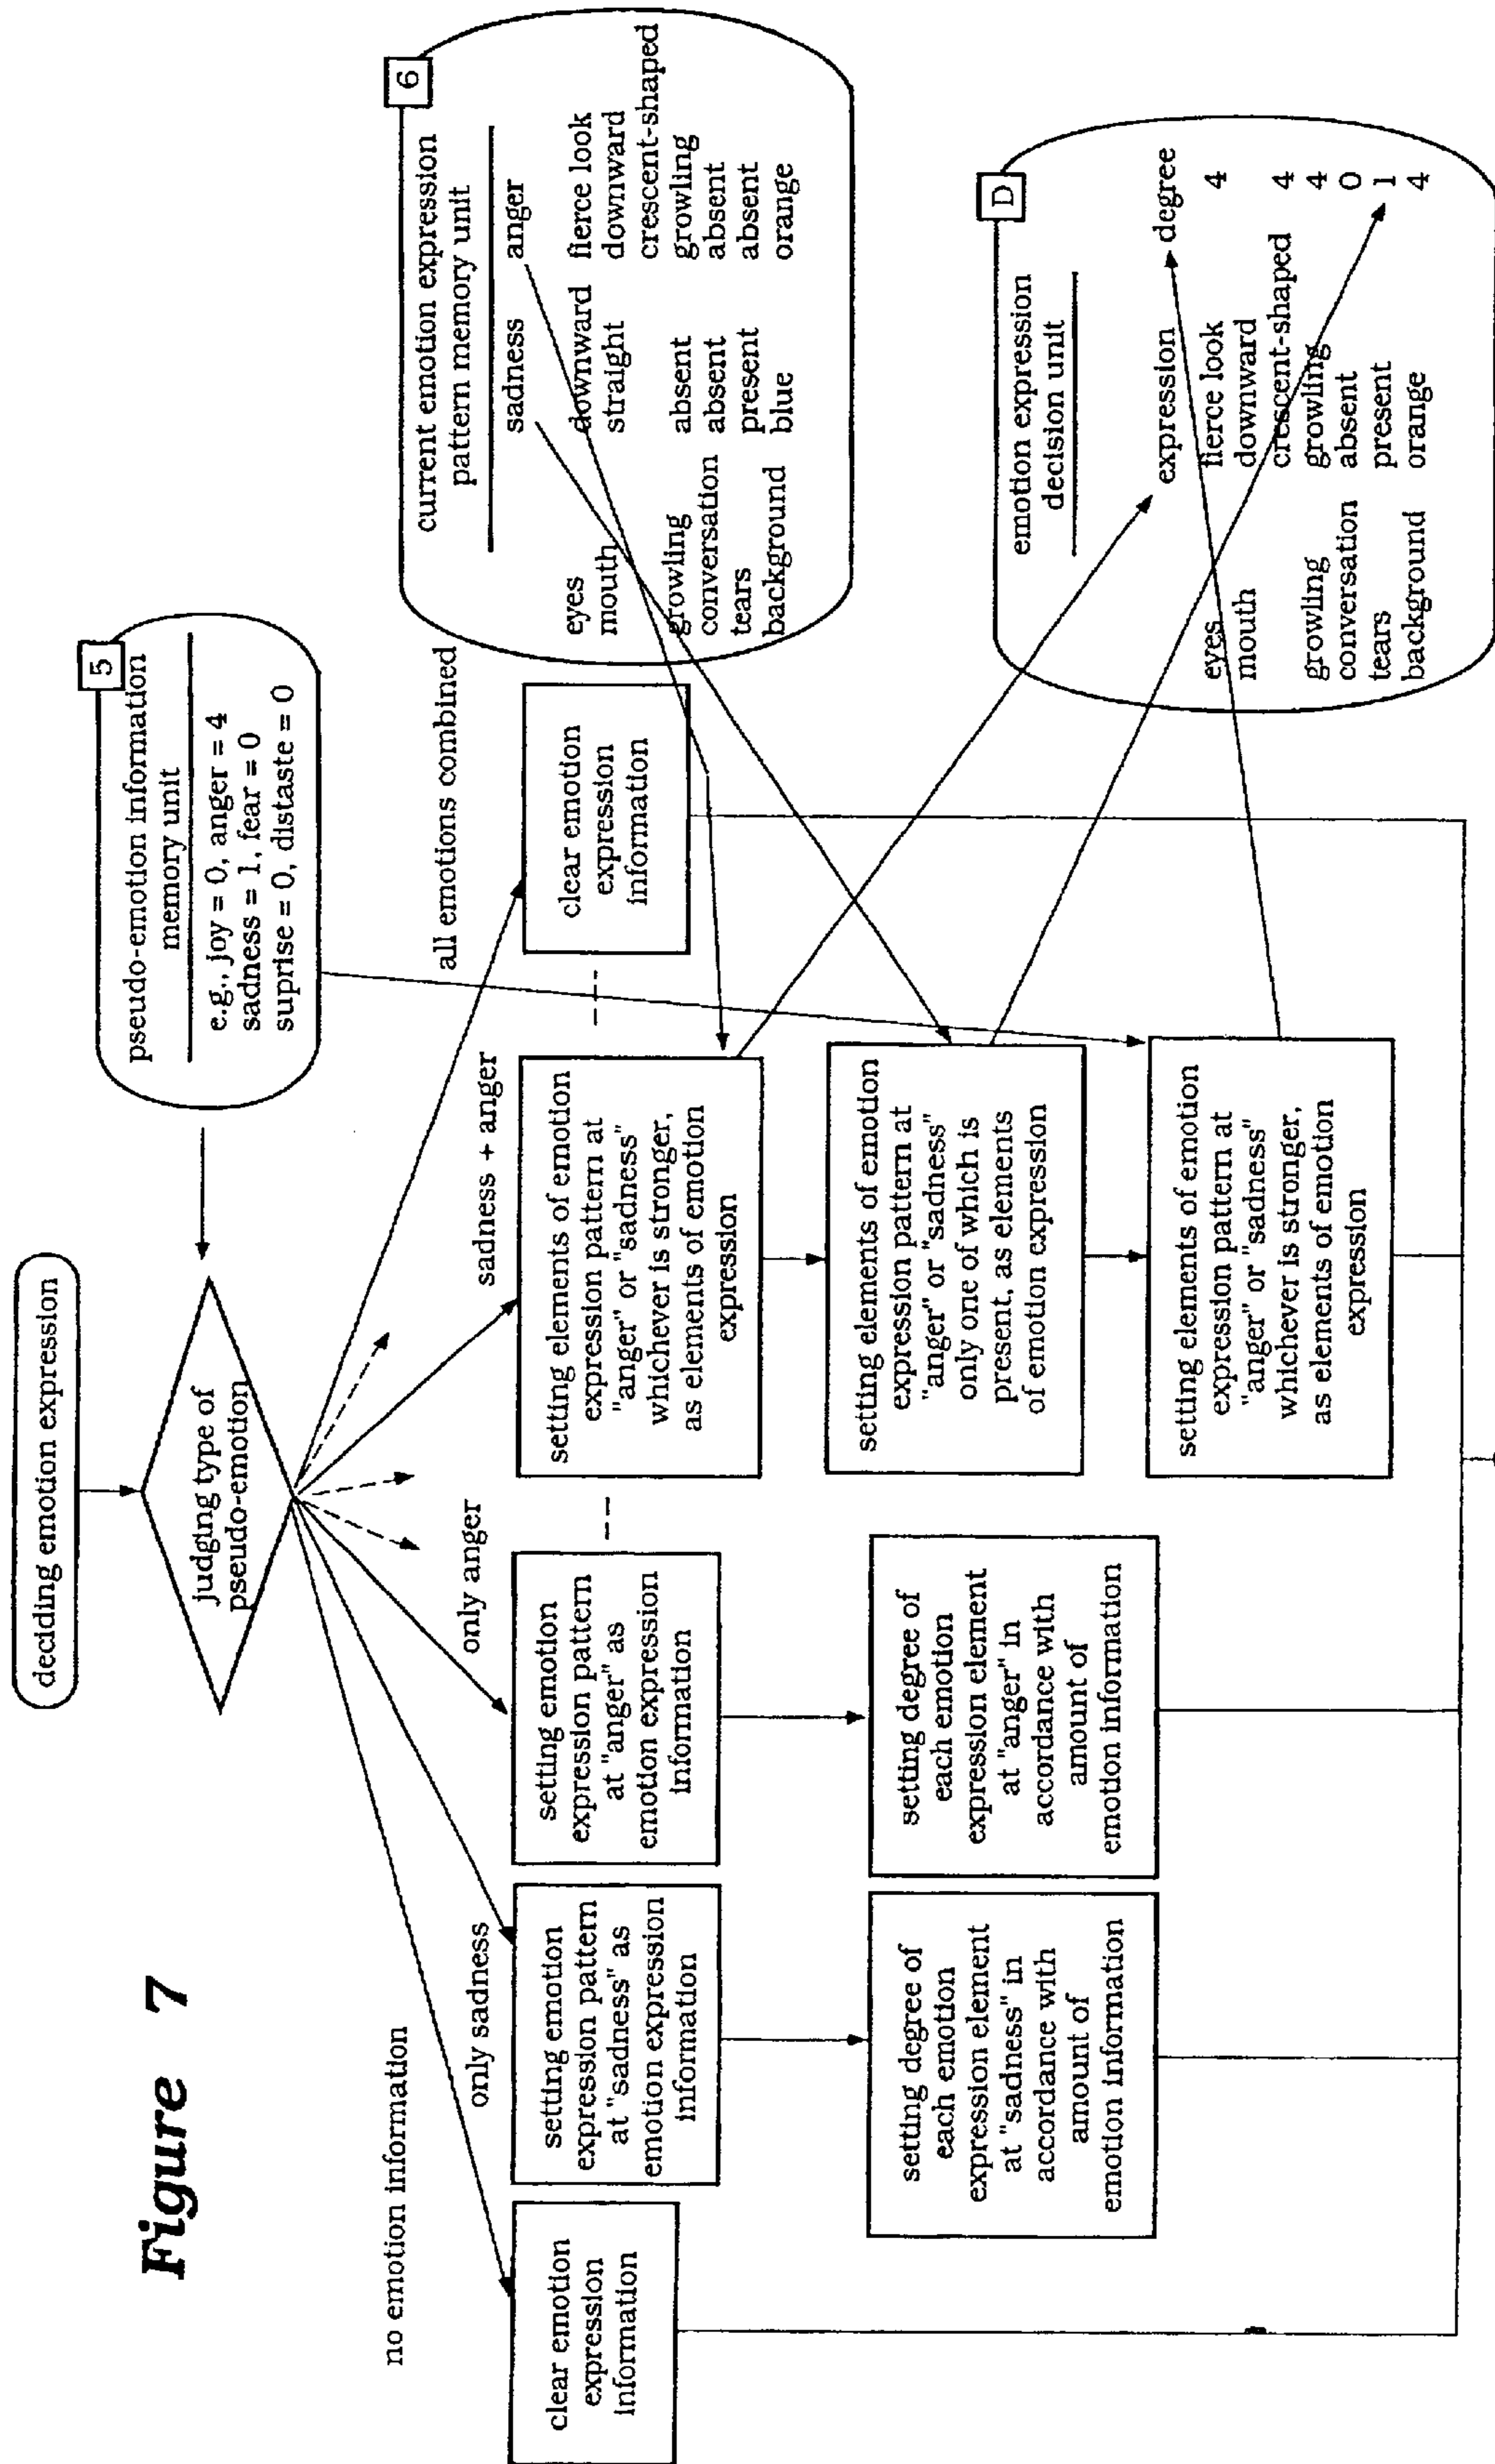 Figure 7
deciding emotion expression
judging type of
pseudo-emotion
5
pseudo-emotion information
memory unit
e.g., joy = 0, anger = 4
sadness = 1, fear = 0
suprise = 0, distaste = 0
no emotion information
only sadness
only anger
sadness + anger
all emotions combined
clear emotion
expression
information
setting emotion
expression pattern
at "sadness" as
emotion expression
information
setting degree of
each emotion
expression element
at "sadness" in
accordance with
amount of
emotion information
setting emotion
expression pattern
at "anger" as
emotion expression
information
setting degree of
each emotion
expression element
at "anger" in
accordance with
amount of
emotion information
setting elements of emotion
expression pattern at
"anger" or "sadness"
whichever is stronger,
as elements of emotion
expression
setting elements of emotion
expression pattern at
"anger" or "sadness"
only one of which is
present, as elements
of emotion expression
setting elements of emotion
expression pattern at
"anger" or "sadness"
whichever is stronger,
as elements of emotion
expression
clear emotion
expression
information
6
current emotion expression
pattern memory unit
sadness anger
eyes downward fierce look
mouth straight downward
crescent-shaped
growling absent growling
conversation absent absent
tears present absent
background blue orange
D
emotion expression
decision unit
expression degree
eyes fierce look 4
mouth downward
crescent-shaped 4
growling growling 4
conversation absent 0
tears present 1
background orange 4